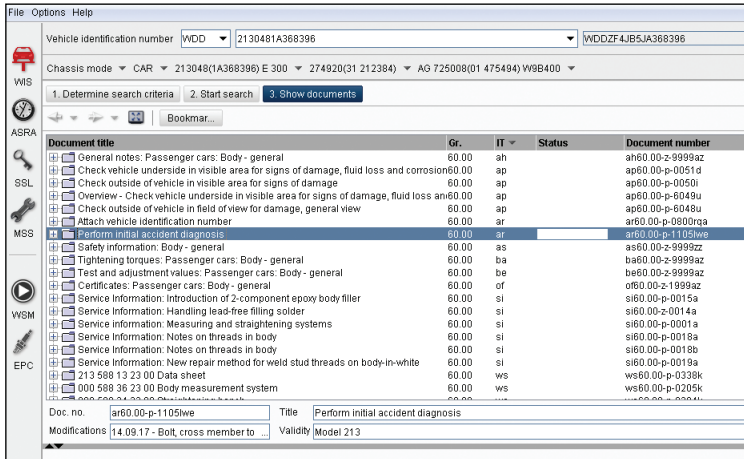 File Options Help
Vehicle identification number WDD 2130481A368396 WDDZF4JB5JA368396
Chassis mode CAR 213048(1A368396) E 300 274920(31 212384) AG 725008(01 475494) W9B400
1. Determine search criteria 2. Start search 3. Show documents
Bookmar...
WIS
ASRA
SSL
MSS
WSM
EPC
Document title Gr. IT Status Document number
General notes: Passenger cars: Body - general 60.00 ah ah60.00-z-9999az
Check vehicle underside in visible area for signs of damage, fluid loss and corrosion 60.00 ap ap60.00-p-0051d
Check outside of vehicle in visible area for signs of damage 60.00 ap ap60.00-p-0050i
Overview - Check vehicle underside in visible area for signs of damage, fluid loss an 60.00 ap ap60.00-p-6049u
Check outside of vehicle in field of view for damage, general view 60.00 ap ap60.00-p-6048u
Attach vehicle identification number 60.00 ar ar60.00-p-0800rqa
Perform initial accident diagnosis 60.00 ar ar60.00-p-1105lwe
Safety information: Body - general 60.00 as as60.00-z-9999zz
Tightening torques: Passenger cars: Body - general 60.00 ba ba60.00-z-9999az
Test and adjustment values: Passenger cars: Body - general 60.00 be be60.00-z-9999az
Certificates: Passenger cars: Body - general 60.00 of of60.00-z-1999az
Service Information: Introduction of 2-component epoxy body filler 60.00 si si60.00-p-0015a
Service Information: Handling lead-free filling solder 60.00 si si60.00-z-0014a
Service Information: Measuring and straightening systems 60.00 si si60.00-p-0001a
Service Information: Notes on threads in body 60.00 si si60.00-p-0018a
Service Information: Notes on threads in body 60.00 si si60.00-p-0018b
Service Information: New repair method for weld stud threads on body-in-white 60.00 si si60.00-p-0019a
213 588 13 23 00 Data sheet 60.00 ws ws60.00-p-0338k
000 588 36 23 00 Body measurement system 60.00 ws ws60.00-p-0205k
Doc. no. ar60.00-p-1105lwe Title Perform initial accident diagnosis
Modifications 14.09.17 - Bolt, cross member to ... Validity Model 213